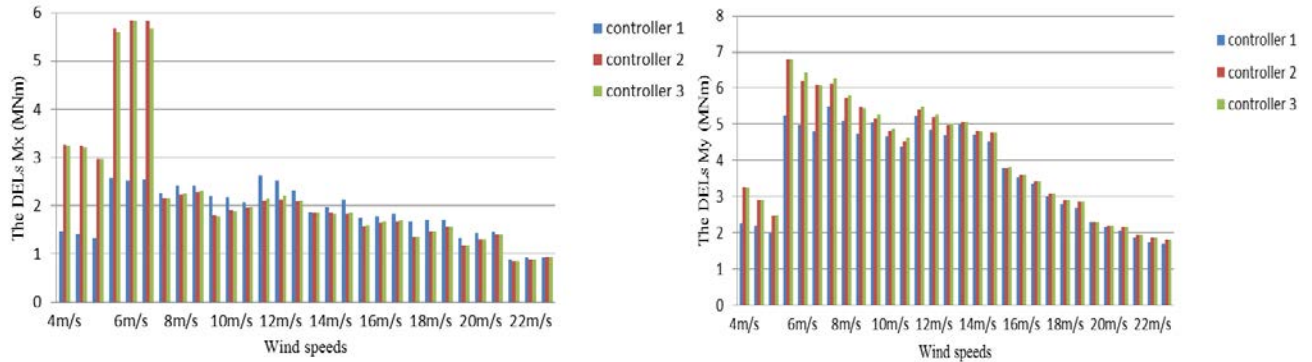 The DELs Mx (MNm)
6
5
4
3
2
1
0
4m/s 6m/s 8m/s 10m/s 12m/s 14m/s 16m/s 18m/s 20m/s 22m/s
Wind speeds
controller 1
controller 2
controller 3
The DELs My (MNm)
8
7
6
5
4
3
2
1
0
4m/s 6m/s 8m/s 10m/s 12m/s 14m/s 16m/s 18m/s 20m/s 22m/s
Wind speeds
controller 1
controller 2
controller 3